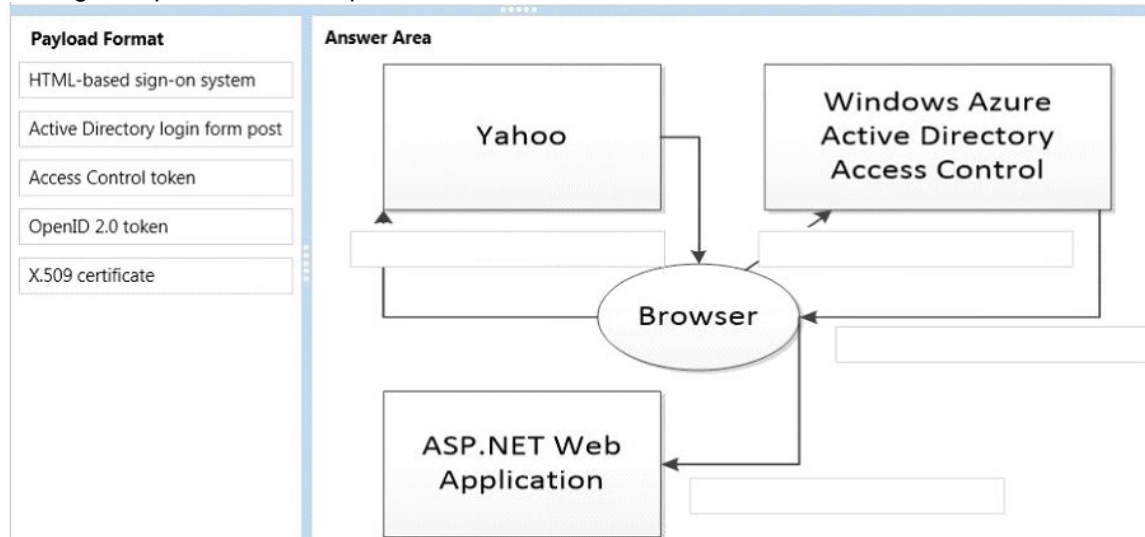 Payload Format
HTML-based sign-on system
Active Directory login form post
Access Control token
OpenID 2.0 token
X.509 certificate
Answer Area
Yahoo
Windows Azure
Active Directory
Access Control
Browser
ASP.NET Web
Application